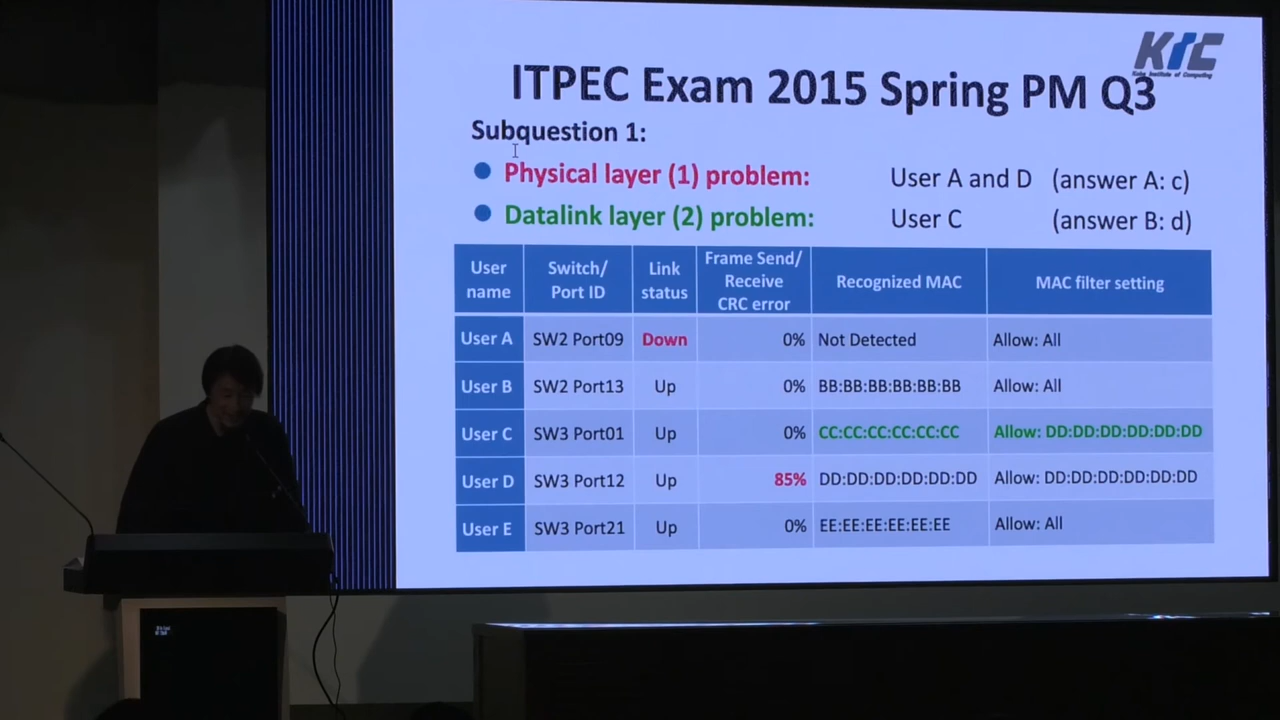 KIC
Kobe Institute of Computing
ITPEC Exam 2015 Spring PM Q3
Subquestion 1:
Physical layer (1) problem: User A and D (answer A: c)
Datalink layer (2) problem: User C (answer B: d)
User name Switch/ Port ID Link status Frame Send/ Receive CRC error Recognized MAC MAC filter setting
User A SW2 Port09 Down 0% Not Detected Allow: All
User B SW2 Port13 Up 0% BB:BB:BB:BB:BB:BB Allow: All
User C SW3 Port01 Up 0% CC:CC:CC:CC:CC:CC Allow: DD:DD:DD:DD:DD:DD
User D SW3 Port12 Up 85% DD:DD:DD:DD:DD:DD Allow: DD:DD:DD:DD:DD:DD
User E SW3 Port21 Up 0% EE:EE:EE:EE:EE:EE Allow: All